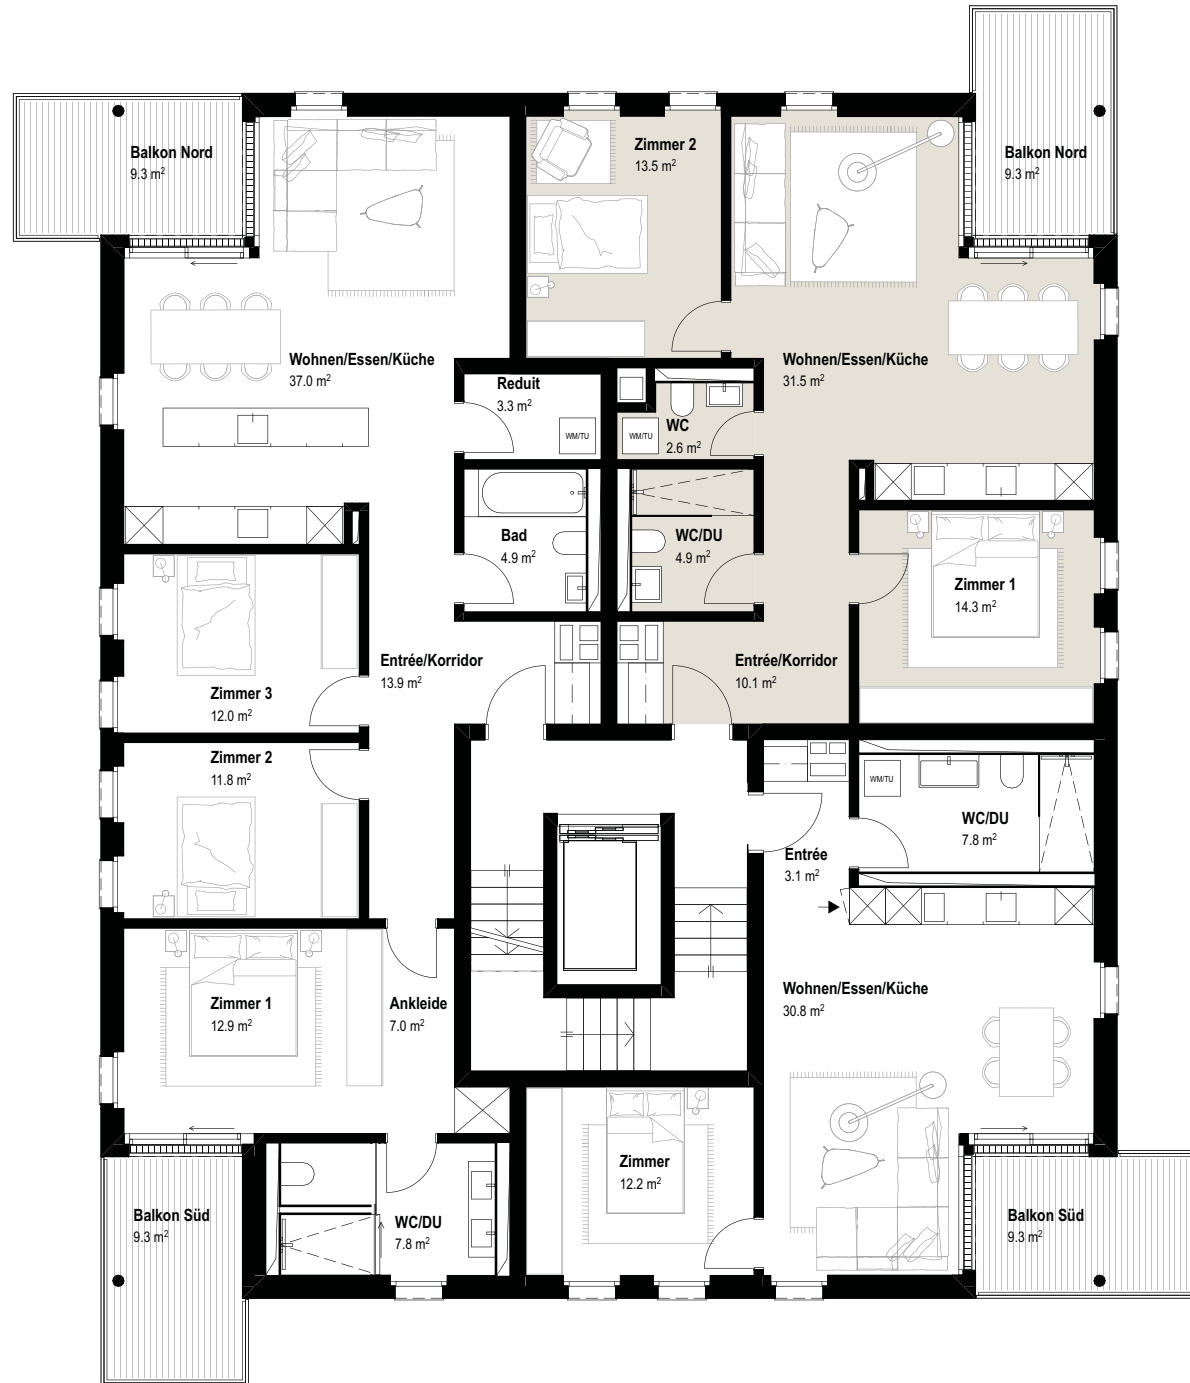 Balkon Nord
9.3 m²
Zimmer 2
13.5 m²
Balkon Nord
9.3 m²
Wohnen/Essen/Küche
37.0 m²
Wohnen/Essen/Küche
31.5 m²
Reduit
3.3 m²
WM/TU
WM/TU
WC
2.6 m²
Bad
4.9 m²
WC/DU
4.9 m²
Zimmer 1
14.3 m²
Entrée/Korridor
13.9 m²
Entrée/Korridor
10.1 m²
Zimmer 3
12.0 m²
Zimmer 2
11.8 m²
WM/TU
WC/DU
7.8 m²
Entrée
3.1 m²
Zimmer 1
12.9 m²
Ankleide
7.0 m²
Wohnen/Essen/Küche
30.8 m²
Zimmer
12.2 m²
Balkon Süd
9.3 m²
WC/DU
7.8 m²
Balkon Süd
9.3 m²